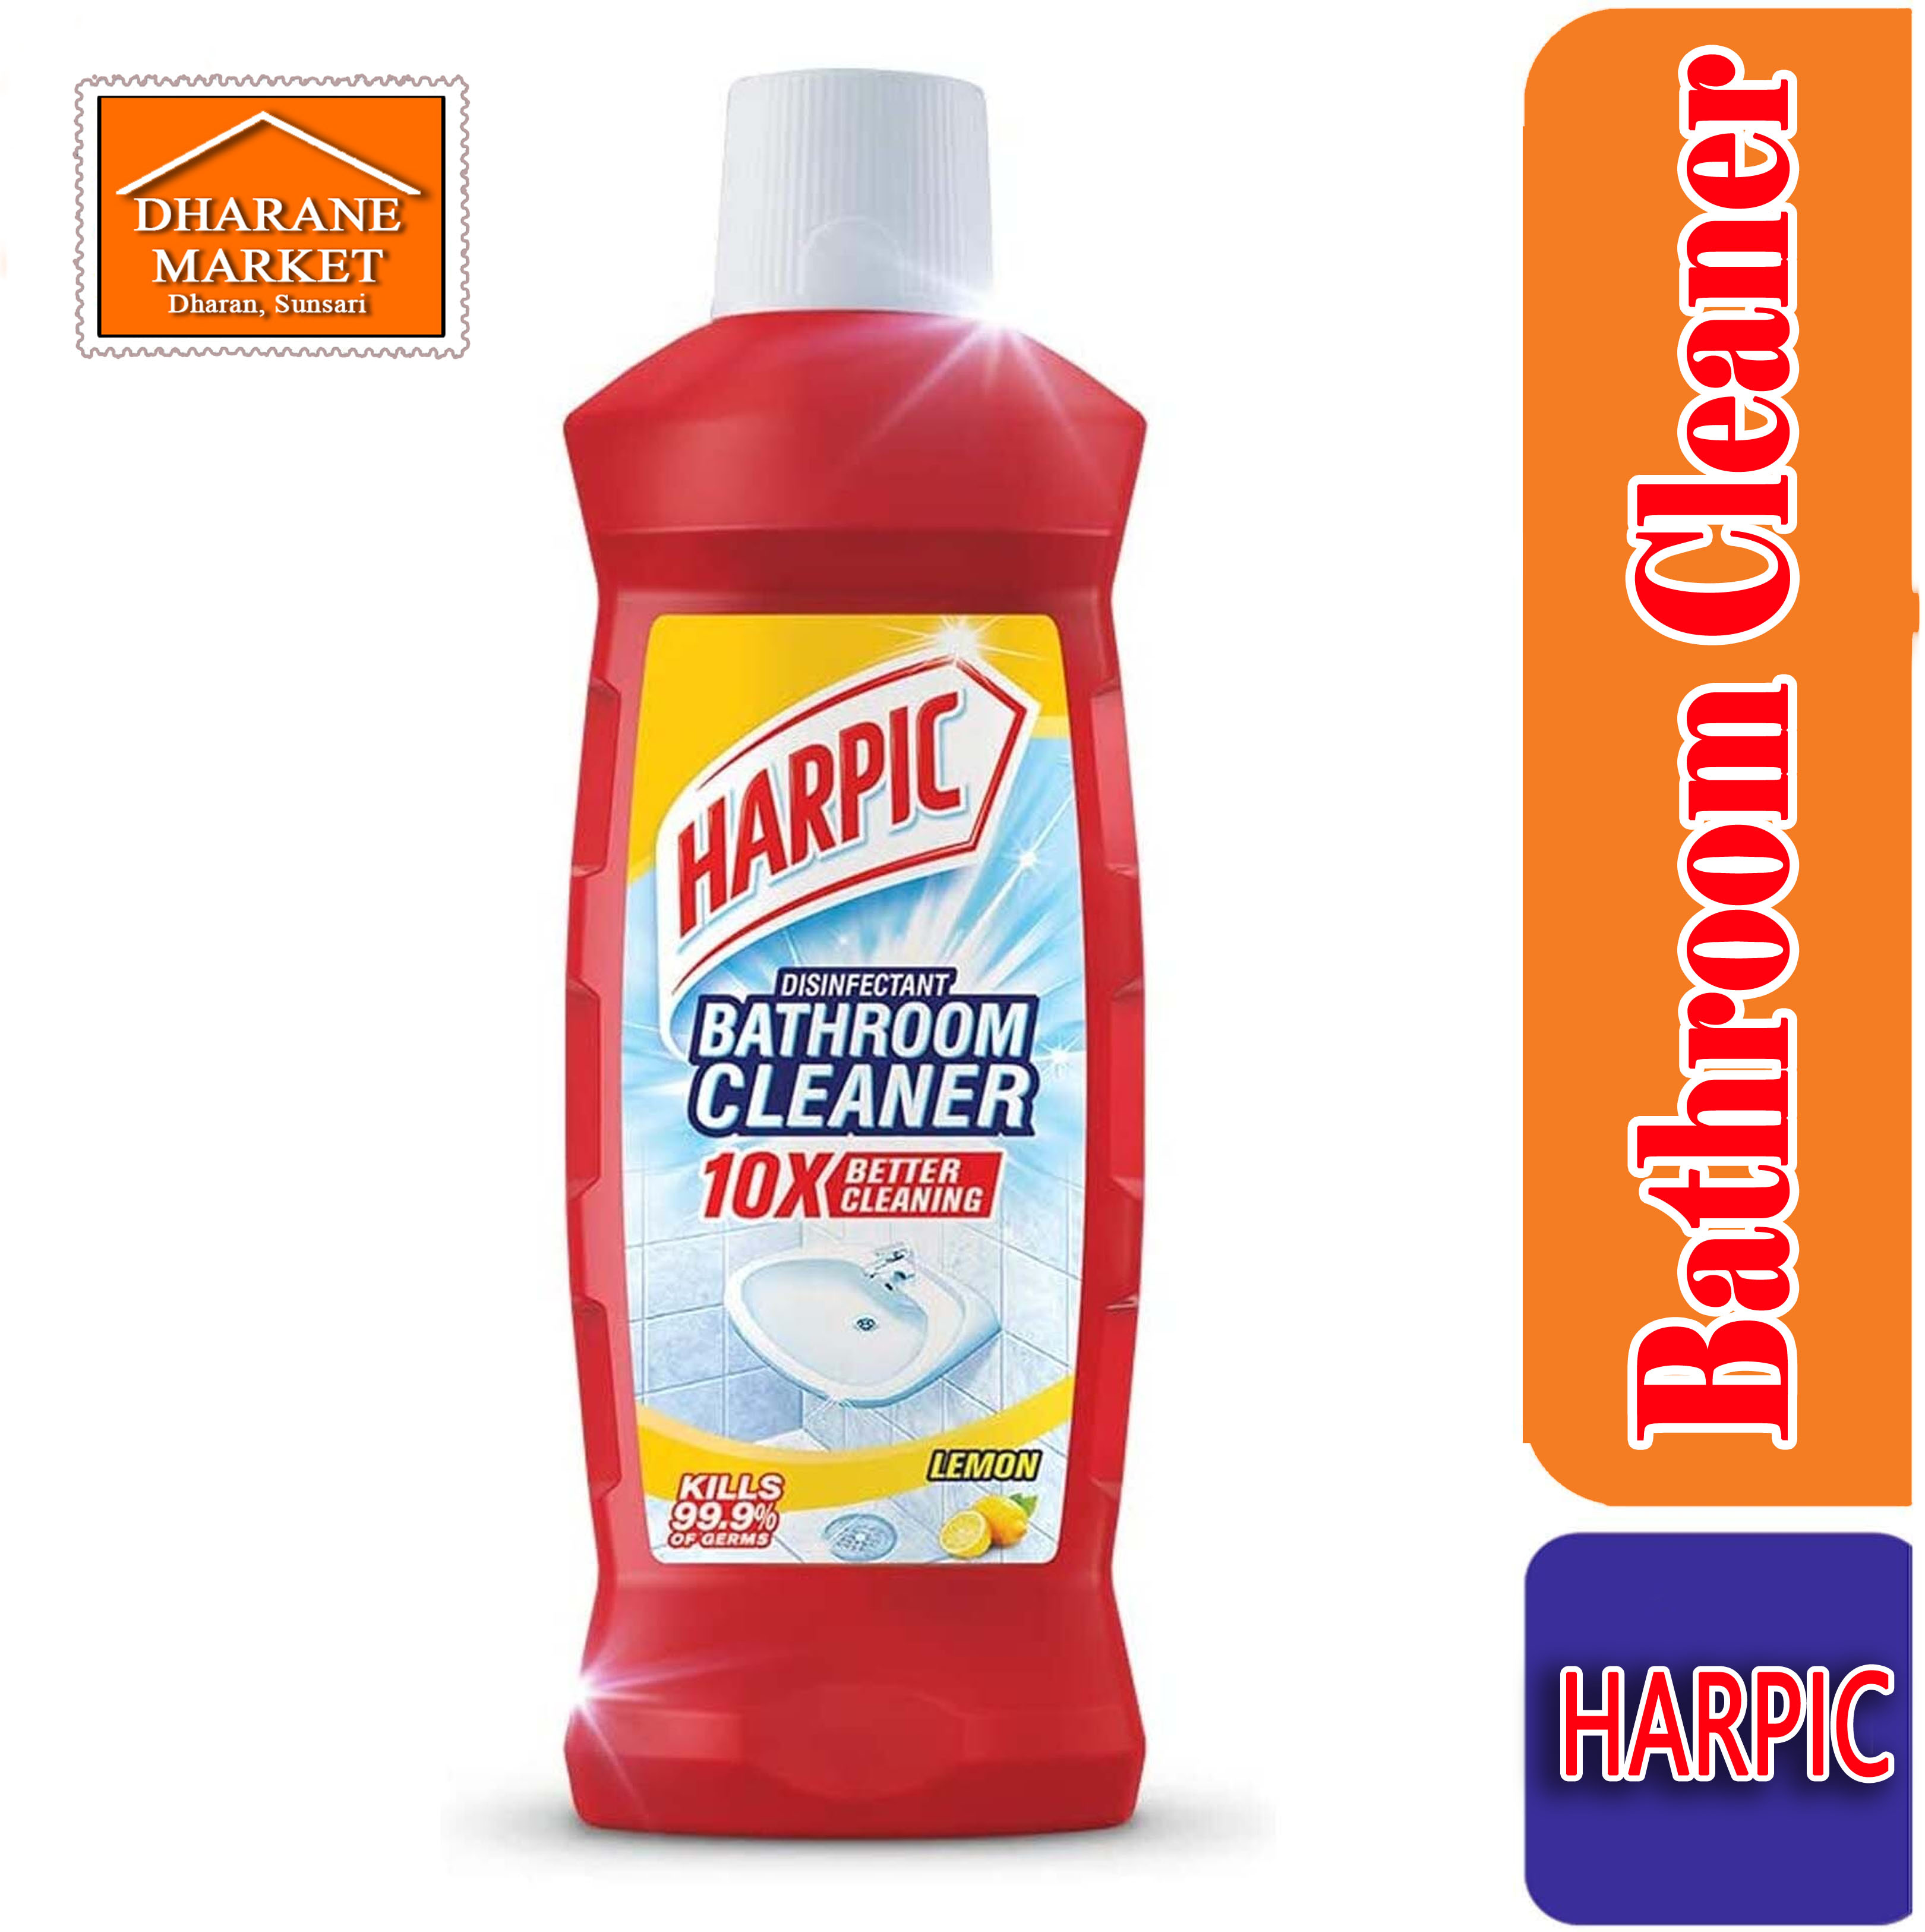 DHARANE
MARKET
Dharan, Sunsari
HARPIC
DISINFECTANT
BATHROOM
CLEANER
10X BETTER
CLEANING
LEMON
KILLS
99.9%
OF GERMS
Bathroom Cleaner
HARPIC